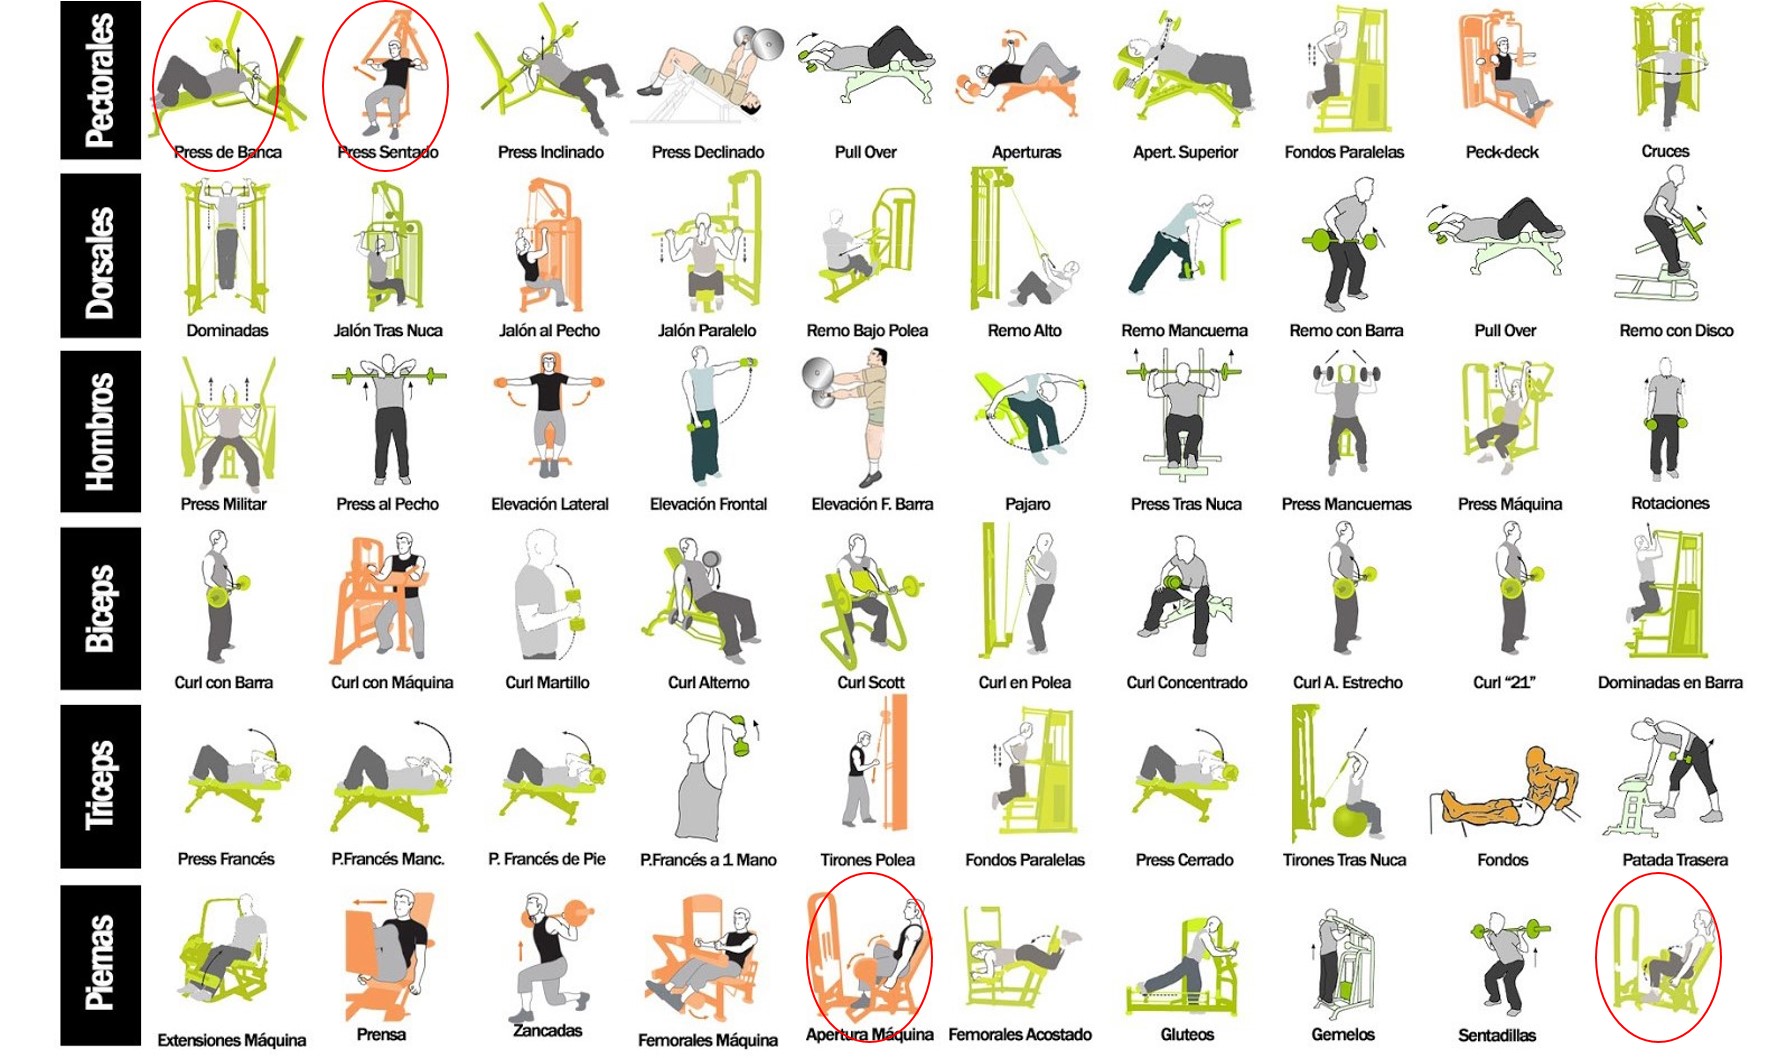 Pectorales
Press de Banca
Press Sentado
Press Inclinado
Press Declinado
Pull Over
Aperturas
Apert. Superior
Fondos Paralelas
Peck-deck
Cruces
Dorsales
Dominadas
Jalón Tras Nuca
Jalón al Pecho
Jalón Paralelo
Remo Bajo Polea
Remo Alto
Remo Mancuerna
Remo con Barra
Pull Over
Remo con Disco
Hombros
Press Militar
Press al Pecho
Elevación Lateral
Elevación Frontal
Elevación F. Barra
Pajaro
Press Tras Nuca
Press Mancuernas
Press Máquina
Rotaciones
Biceps
Curl con Barra
Curl con Máquina
Curl Martillo
Curl Alterno
Curl Scott
Curl en Polea
Curl Concentrado
Curl A. Estrecho
Curl “21”
Dominadas en Barra
Triceps
Press Francés
P.Francés Manc.
P. Francés de Pie
P.Francés a 1 Mano
Tirones Polea
Fondos Paralelas
Press Cerrado
Tirones Tras Nuca
Fondos
Patada Trasera
Piernas
Extensiones Máquina
Prensa
Zancadas
Femorales Máquina
Apertura Máquina
Femorales Acostado
Gluteos
Gemelos
Sentadillas